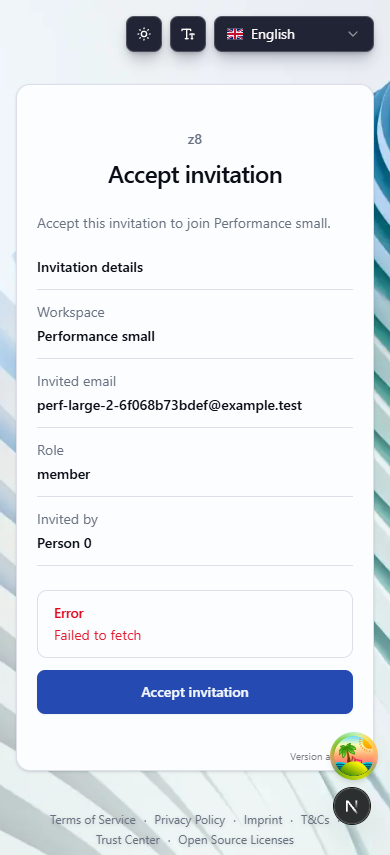 English
z8
Accept invitation
Accept this invitation to join Performance small.
Invitation details
Workspace
Performance small
Invited email
perf-large-2-6f068b73bdef@example.test
Role
member
Invited by
Person 0
Error
Failed to fetch
Accept invitation
Version
Terms of Service · Privacy Policy · Imprint · T&Cs
Trust Center · Open Source Licenses
N